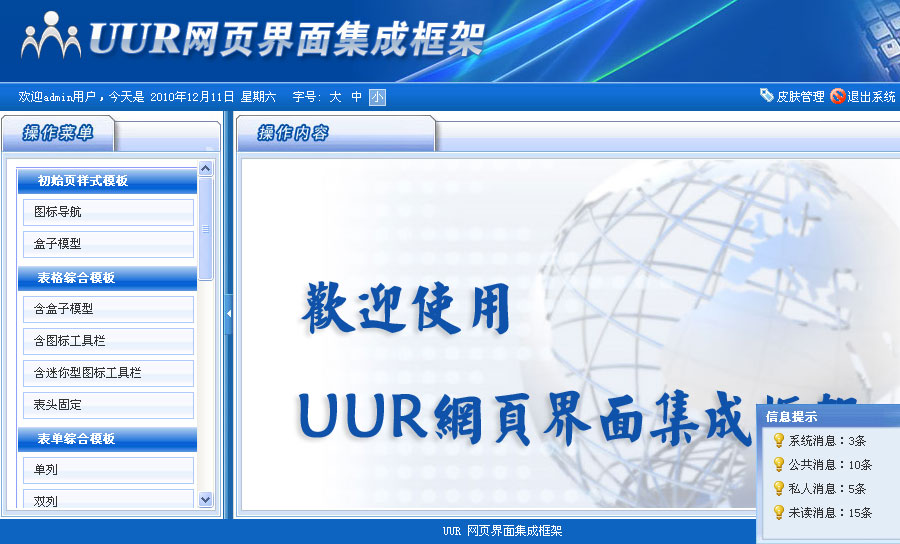 UUR网页界面集成框架
欢迎admin用户，今天是 2010年12月11日 星期六 字号: 大 中 小
皮肤管理 退出系统
操作菜单
操作内容
初始页样式模板
图标导航
盒子模型
表格综合模板
含盒子模型
含图标工具栏
含迷你型图标工具栏
表头固定
表单综合模板
单列
双列
歡迎使用
UUR網頁界面集成框架
信息提示
系统消息：3条
公共消息：10条
私人消息：5条
未读消息：15条
UUR 网页界面集成框架